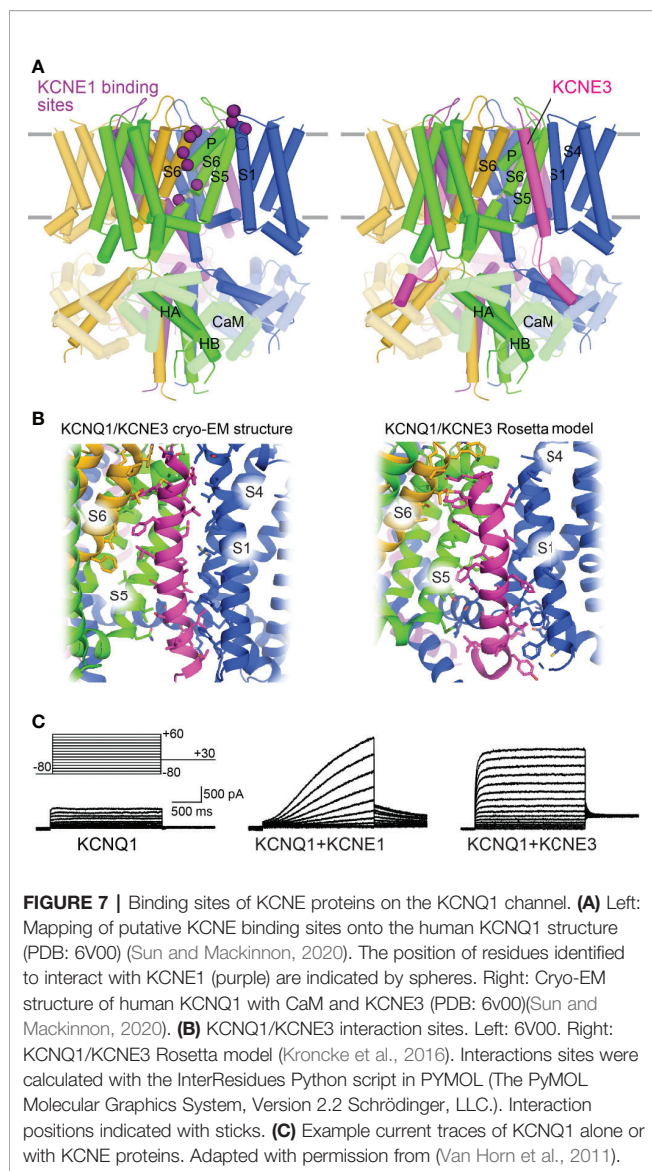 A
KCNE1 binding
sites
KCNE3
P
S6
S6
S5
S1
S4
P
S6
S6
S1
S5
HA
CaM
HB
HA
CaM
HB
B
KCNQ1/KCNE3 cryo-EM structure
KCNQ1/KCNE3 Rosetta model
S6
S4
S1
S5
S6
S4
S1
S5
C
+60
+30
-80
-80
500 pA
500 ms
KCNQ1
KCNQ1+KCNE1
KCNQ1+KCNE3
FIGURE 7 | Binding sites of KCNE proteins on the KCNQ1 channel. (A) Left:
Mapping of putative KCNE binding sites onto the human KCNQ1 structure
(PDB: 6V00) (Sun and Mackinnon, 2020). The position of residues identified
to interact with KCNE1 (purple) are indicated by spheres. Right: Cryo-EM
structure of human KCNQ1 with CaM and KCNE3 (PDB: 6v00)(Sun and
Mackinnon, 2020). (B) KCNQ1/KCNE3 interaction sites. Left: 6V00. Right:
KCNQ1/KCNE3 Rosetta model (Kroncke et al., 2016). Interactions sites were
calculated with the InterResidues Python script in PYMOL (The PyMOL
Molecular Graphics System, Version 2.2 Schrödinger, LLC.). Interaction
positions indicated with sticks. (C) Example current traces of KCNQ1 alone or
with KCNE proteins. Adapted with permission from (Van Horn et al., 2011).